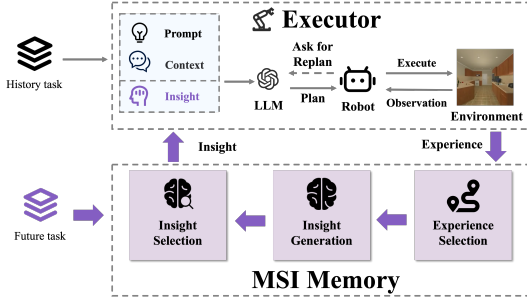 Executor
Prompt
Context
Insight
History task
LLM
Ask for
Replan
Plan
Robot
Execute
Observation
Environment
Insight
Experience
Future task
Insight
Selection
Insight
Generation
Experience
Selection
MSI Memory